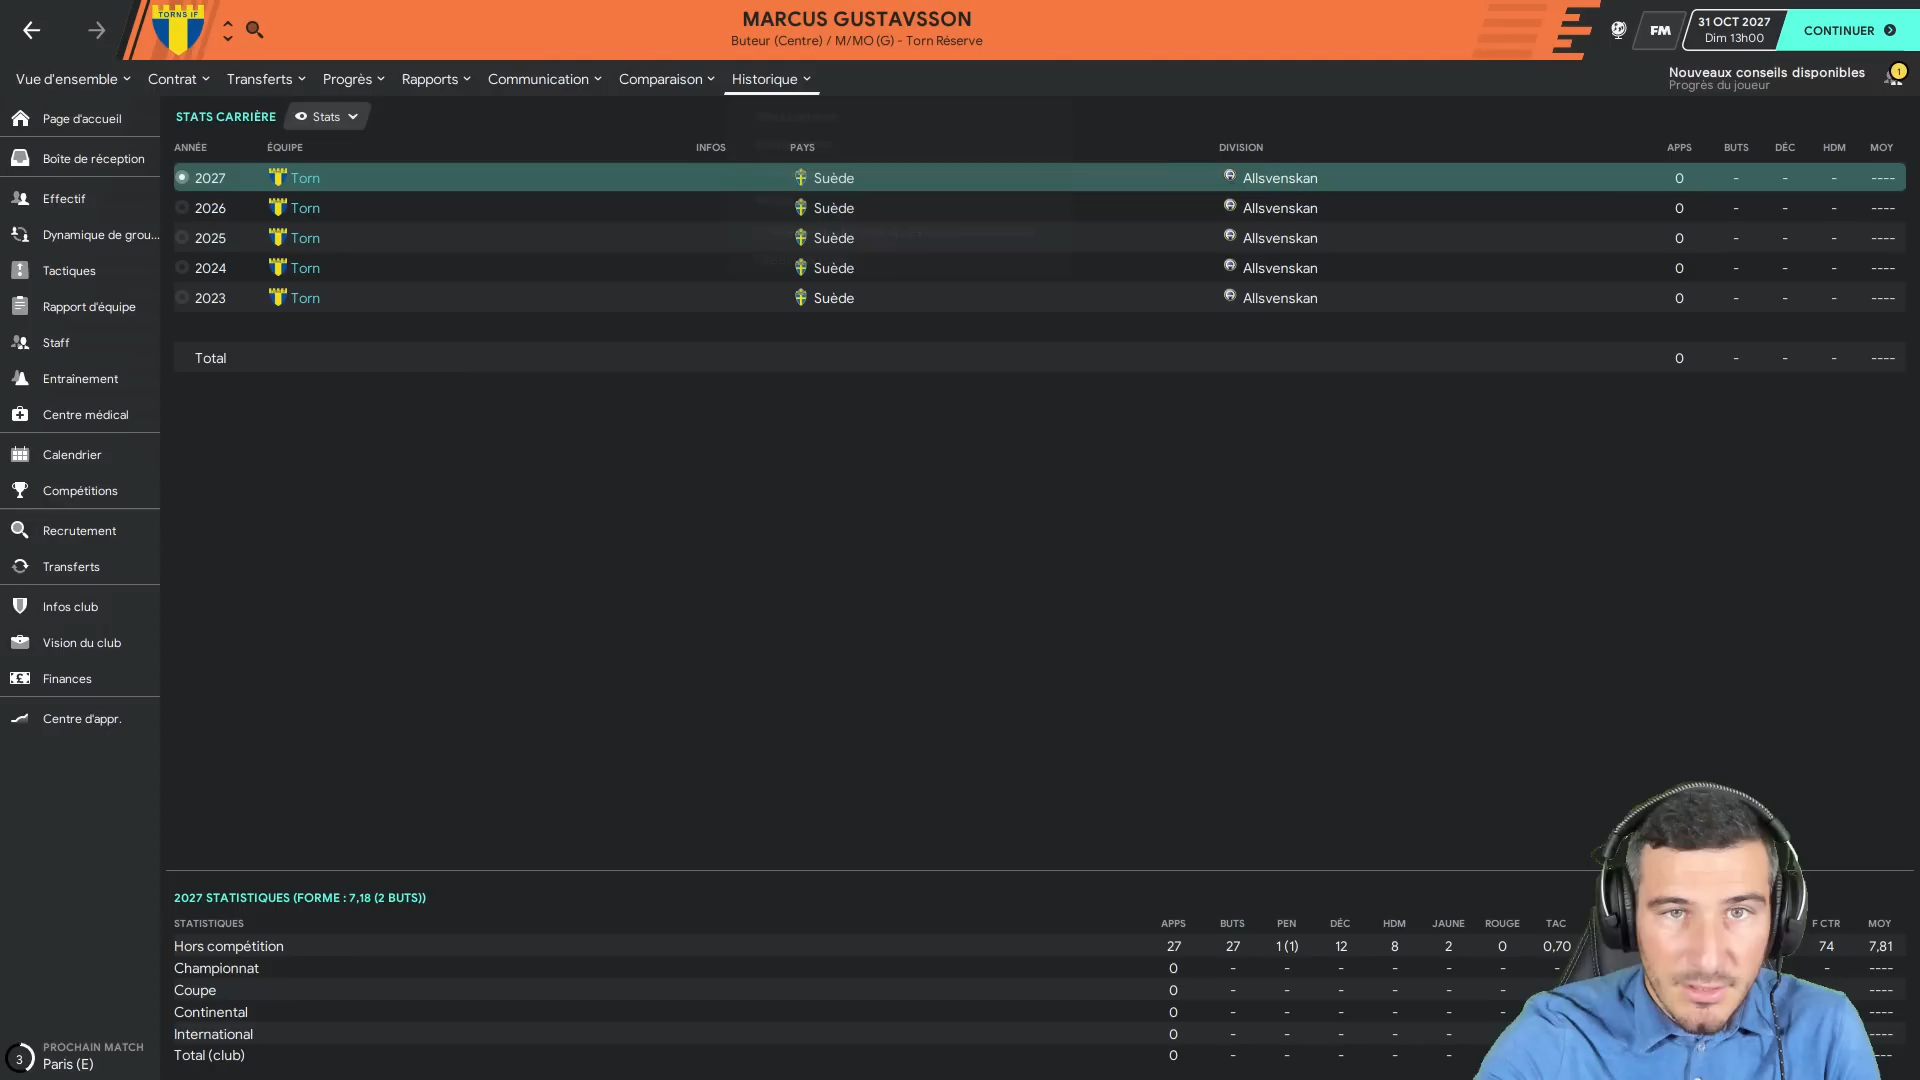 TORNS IF
MARCUS GUSTAVSSON
Buteur (Centre) / M/MO (G) - Torn Réserve
FM
31 OCT 2027
Dim 13h00
CONTINUER
Vue d'ensemble
Contrat
Transferts
Progrès
Rapports
Communication
Comparaison
Historique
Nouveaux conseils disponibles
Progrès du joueur
1
Page d'accueil
Boîte de réception
Effectif
Dynamique de grou...
Tactiques
Rapport d'équipe
Staff
Entraînement
Centre médical
Calendrier
Compétitions
Recrutement
Transferts
Infos club
Vision du club
Finances
Centre d'appr.
3
PROCHAIN MATCH
Paris (E)
STATS CARRIÈRE
Stats
ANNÉE ÉQUIPE INFOS PAYS DIVISION APPS BUTS DÉC HDM MOY
2027 Torn Suède Allsvenskan 0 - - - ----
2026 Torn Suède Allsvenskan 0 - - - ----
2025 Torn Suède Allsvenskan 0 - - - ----
2024 Torn Suède Allsvenskan 0 - - - ----
2023 Torn Suède Allsvenskan 0 - - - ----
Total 0 - - - ----
2027 STATISTIQUES (FORME : 7,18 (2 BUTS))
STATISTIQUES APPS BUTS PEN DÉC HDM JAUNE ROUGE TAC F CTR MOY
Hors compétition 27 27 1 (1) 12 8 2 0 0,70 74 7,81
Championnat 0 - - - - - - - - ----
Coupe 0 - - - - - - ----
Continental 0 - - - - - - ----
International 0 - - - - - ----
Total (club) 0 - - - - -